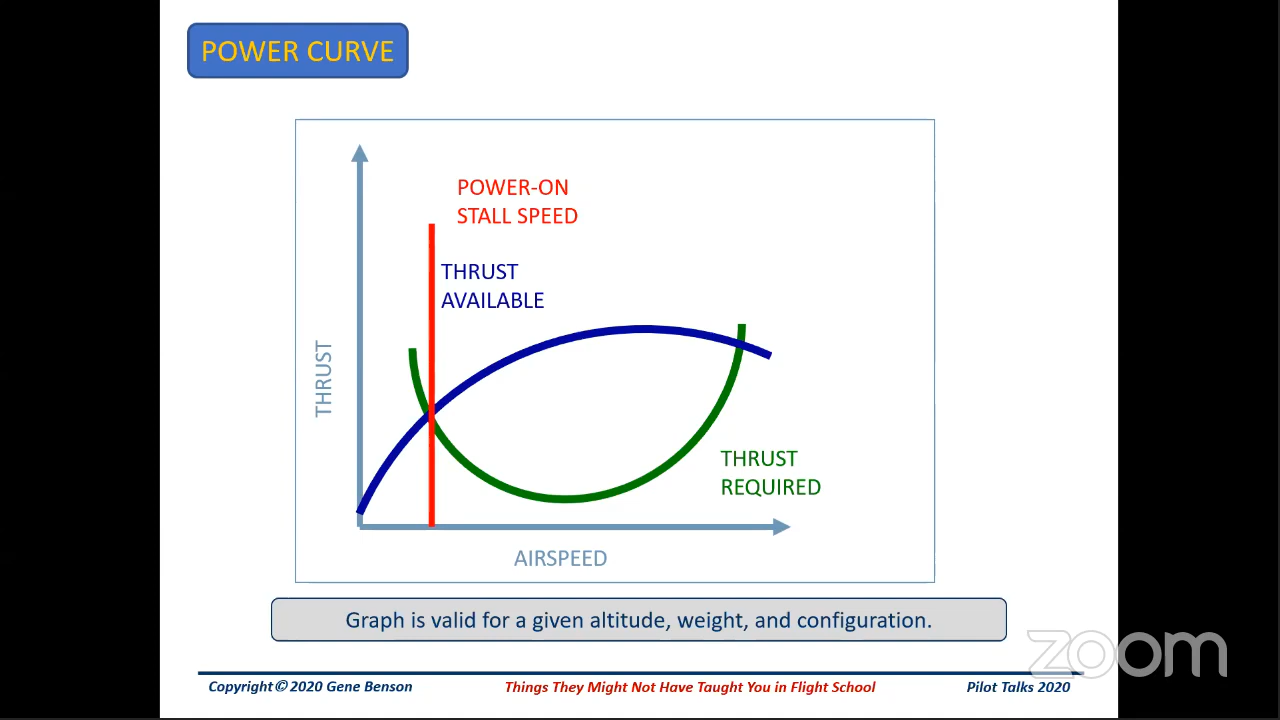 POWER CURVE
POWER-ON
STALL SPEED
THRUST
AVAILABLE
THRUST
THRUST
REQUIRED
AIRSPEED
Graph is valid for a given altitude, weight, and configuration.
zoom
Copyright © 2020 Gene Benson
Things They Might Not Have Taught You in Flight School
Pilot Talks 2020